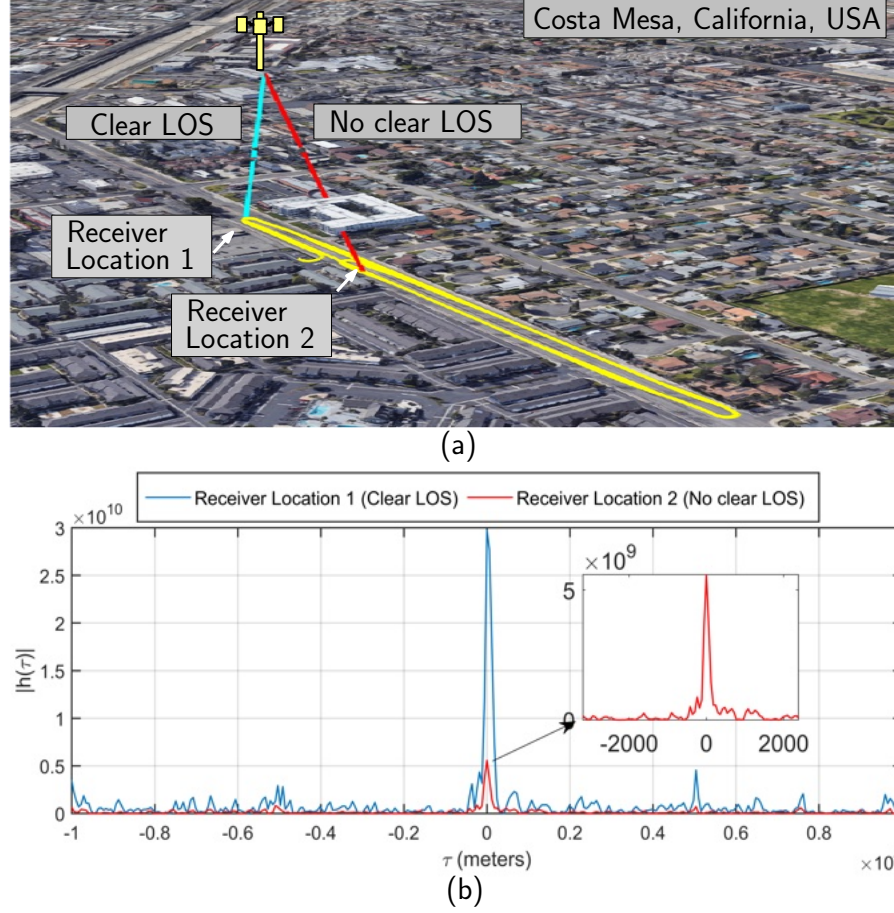 Costa Mesa, California, USA
Clear LOS
No clear LOS
Receiver
Location 1
Receiver
Location 2
(a)
Receiver Location 1 (Clear LOS)
Receiver Location 2 (No clear LOS)
×10^10
3
2.5
2
1.5
1
0.5
0
|h(τ)|
×10^9
5
0
-2000
0
2000
-1
-0.8
-0.6
-0.4
-0.2
0
0.2
0.4
0.6
0.8
τ (meters)
×10
(b)